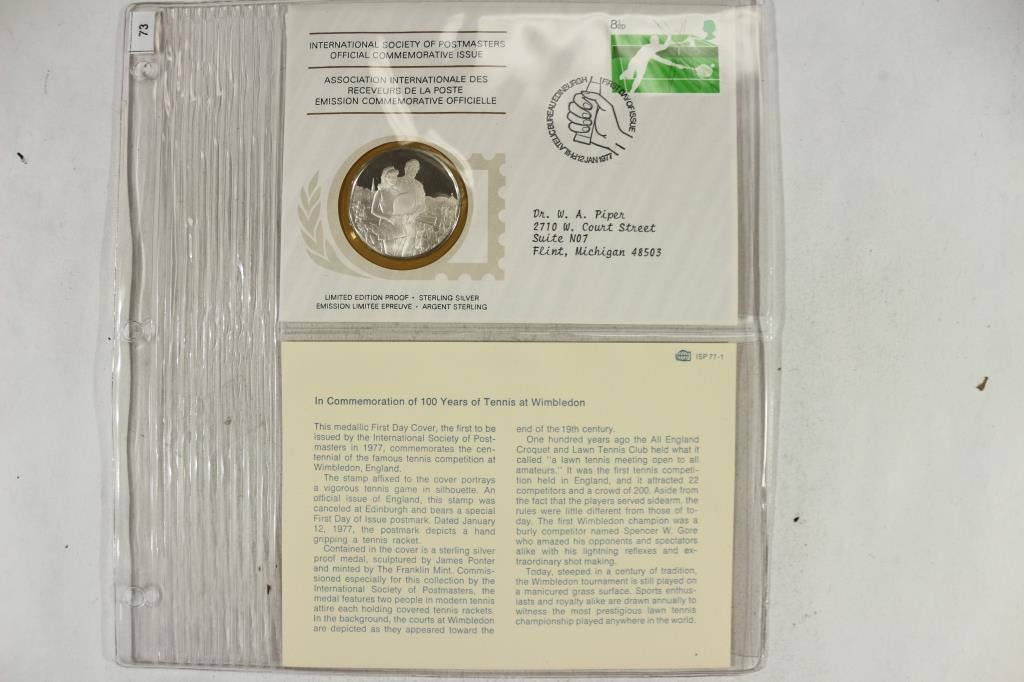 73
INTERNATIONAL SOCIETY OF POSTMASTERS
OFFICIAL COMMEMORATIVE ISSUE
ASSOCIATION INTERNATIONALE DES
RECEVEURS DE LA POSTE
EMISSION COMMEMORATIVE OFFICIELLE
8½P
PHILATELIC BUREAU EDINBURGH FIRST DAY OF ISSUE
12 JAN 1977
Dr. W. A. Piper
2710 W. Court Street
Suite N07
Flint, Michigan 48503
LIMITED EDITION PROOF • STERLING SILVER
EMISSION LIMITEE EPREUVE • ARGENT STERLING
ISP 77-1
In Commemoration of 100 Years of Tennis at Wimbledon
This medallic First Day Cover, the first to be
issued by the International Society of Post-
masters in 1977, commemorates the cen-
tennial of the famous tennis competition at
Wimbledon, England.
The stamp affixed to the cover portrays
a vigorous tennis game in silhouette. An
official issue of England, this stamp was
canceled at Edinburgh and bears a special
First Day of Issue postmark. Dated January
12, 1977, the postmark depicts a hand
gripping a tennis racket.
Contained in the cover is a sterling silver
proof medal, sculptured by James Ponter
and minted by The Franklin Mint. Commis-
sioned especially for this collection by the
International Society of Postmasters, the
medal features two people in modern tennis
attire each holding covered tennis rackets.
In the background, the courts at Wimbledon
are depicted as they appeared toward the
end of the 19th century.
One hundred years ago the All England
Croquet and Lawn Tennis Club held what it
called "a lawn tennis meeting open to all
amateurs." It was the first tennis competi-
tion held in England, and it attracted 22
competitors and a crowd of 200. Aside from
the fact that the players served sidearm, the
rules were little different from those of to-
day. The first Wimbledon champion was a
burly competitor named Spencer W. Gore
who amazed his opponents and spectators
alike with his lightning reflexes and ex-
traordinary shot making.
Today, steeped in a century of tradition,
the Wimbledon tournament is still played on
a manicured grass surface. Sports enthus-
iasts and royalty alike are drawn annually to
witness the most prestigious lawn tennis
championship played anywhere in the world.